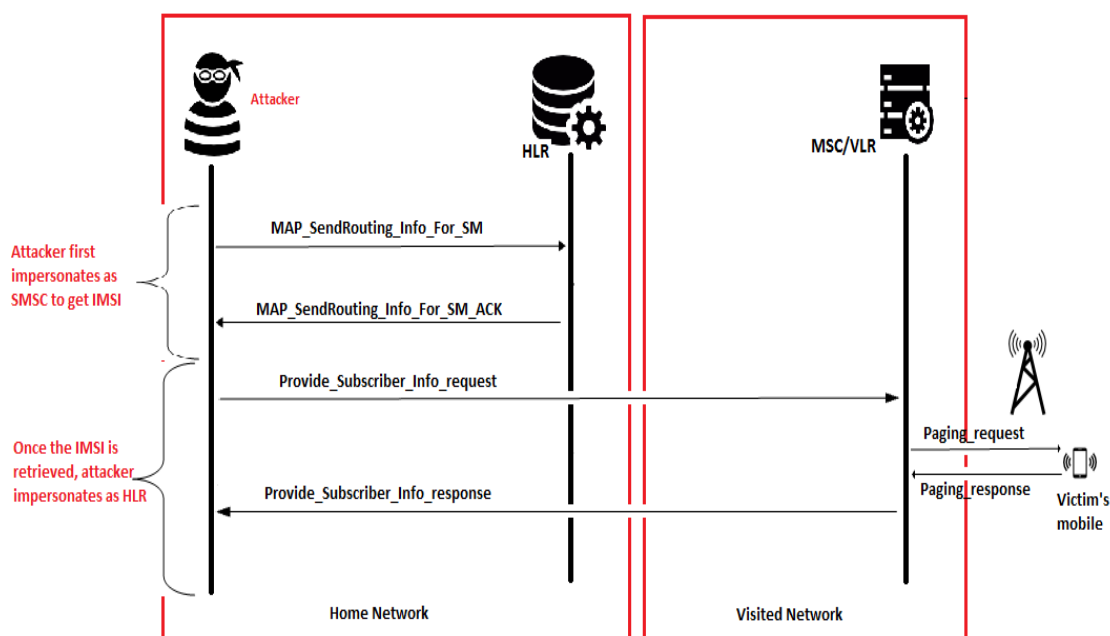 Attacker
HLR
MSC/VLR
MAP_SendRouting_Info_For_SM
Attacker first
impersonates as
SMSC to get IMSI
MAP_SendRouting_Info_For_SM_ACK
Provide_Subscriber_Info_request
Paging_request
Once the IMSI is
retrieved, attacker
impersonates as HLR
Provide_Subscriber_Info_response
Paging_response
Victim's
mobile
Home Network
Visited Network